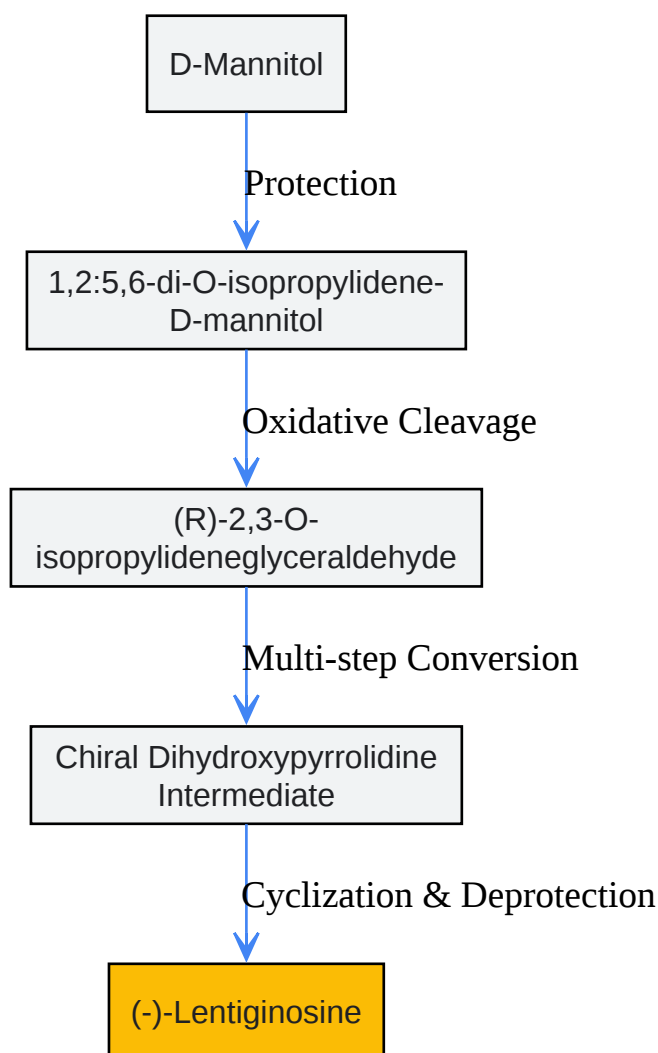 D-Mannitol
Protection
1,2:5,6-di-O-isopropylidene-
D-mannitol
Oxidative Cleavage
(R)-2,3-O-
isopropylideneglyceraldehyde
Multi-step Conversion
Chiral Dihydroxypyrrolidine
Intermediate
Cyclization & Deprotection
(-)-Lentiginosine